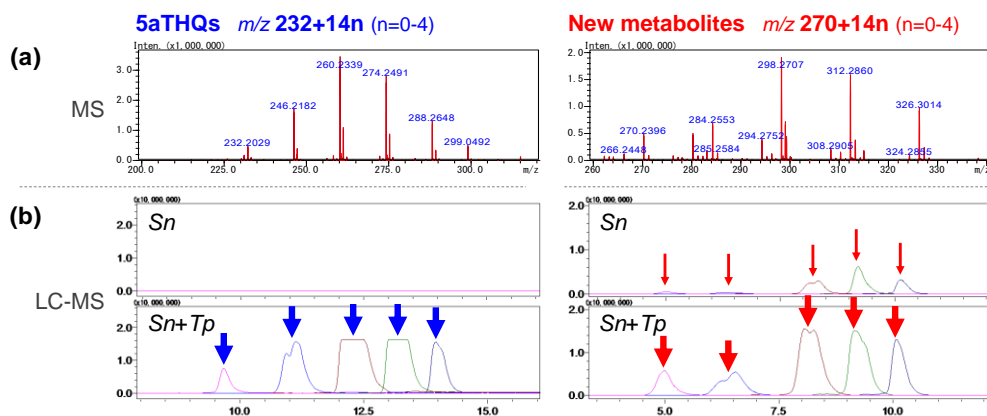 5aTHQs m/z 232+14n (n=0-4)
New metabolites m/z 270+14n (n=0-4)
(a)
MS
Inten. (x1,000,000)
3.0
2.0
1.0
0.0
232.2029
246.2182
260.2339
274.2491
288.2648
299.0492
200.0 225.0 250.0 275.0 300.0 m/z
Inten. (x1,000,000)
2.0
1.5
1.0
0.5
0.0
266.2448
270.2396
284.2553
285.2584
294.2752
298.2707
308.2905
312.2860
324.2855
326.3014
260 270 280 290 300 310 320 330 m/z
(b)
LC-MS
(x10,000,000)
2.0
1.0
0.0
Sn
(x10,000,000)
2.0
1.0
0.0
Sn+Tp
10.0 12.5 15.0
(x10,000,000)
2.0
1.0
0.0
Sn
(x10,000,000)
2.0
1.0
0.0
Sn+Tp
5.0 7.5 10.0